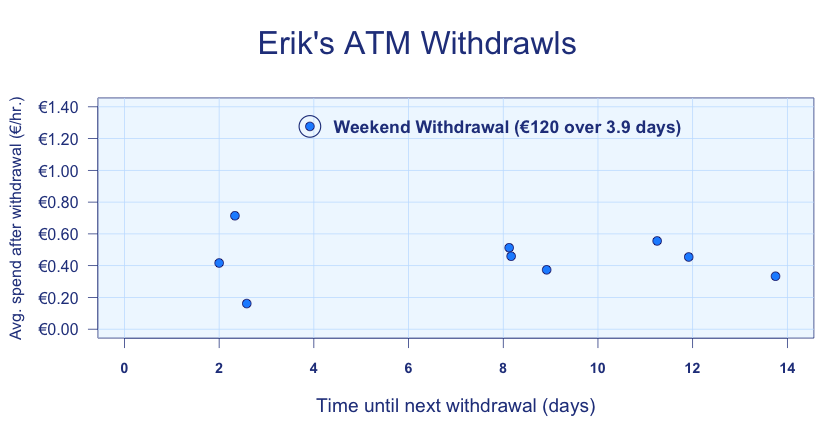 Erik's ATM Withdrawls
Avg. spend after withdrawal (€/hr.)
€1.40
€1.20
€1.00
€0.80
€0.60
€0.40
€0.20
€0.00
Weekend Withdrawal (€120 over 3.9 days)
0 2 4 6 8 10 12 14
Time until next withdrawal (days)